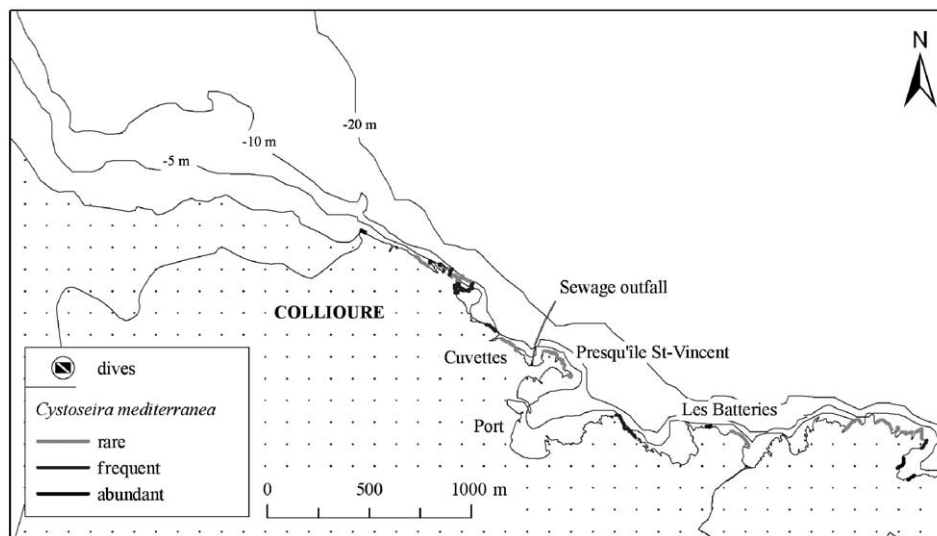 N
-20 m
-10 m
-5 m
Sewage outfall
COLLIOURE
Cuvettes
Presqu'île St-Vincent
Les Batteries
Port
dives
Cystoseira mediterranea
rare
frequent
abundant
0 500 1000 m